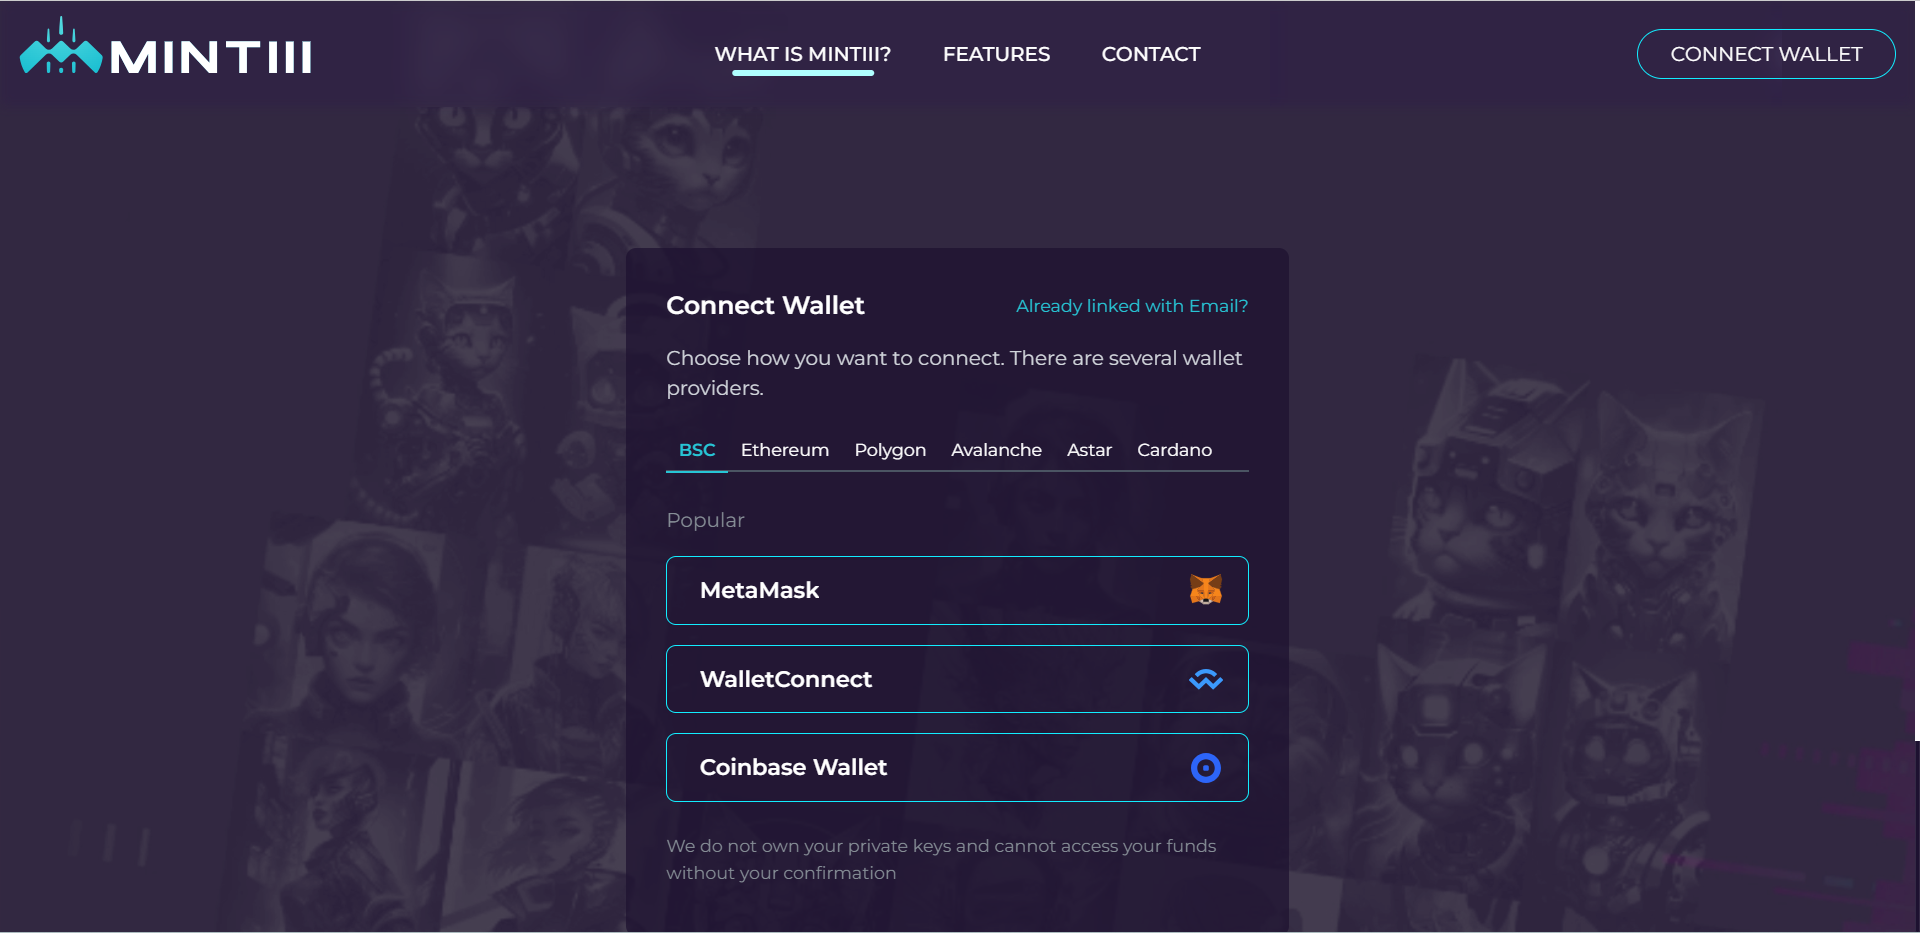 MINTIII
WHAT IS MINTIII?
FEATURES
CONTACT
CONNECT WALLET
Connect Wallet
Already linked with Email?
Choose how you want to connect. There are several wallet
providers.
BSC
Ethereum
Polygon
Avalanche
Astar
Cardano
Popular
MetaMask
WalletConnect
Coinbase Wallet
We do not own your private keys and cannot access your funds
without your confirmation